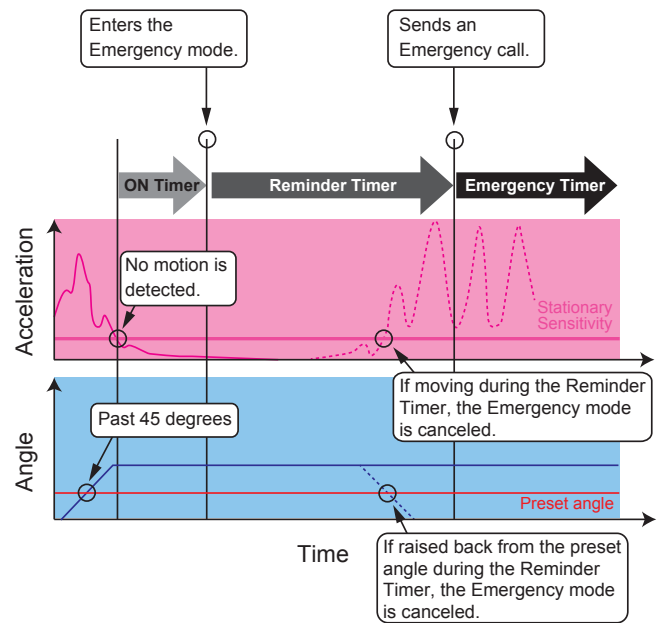 Enters the
Emergency mode.
Sends an
Emergency call.
ON Timer
Reminder Timer
Emergency Timer
Acceleration
No motion is
detected.
Stationary
Sensitivity
If moving during the Reminder
Timer, the Emergency mode
is canceled.
Angle
Past 45 degrees
Preset angle
Time
If raised back from the preset
angle during the Reminder
Timer, the Emergency mode
is canceled.